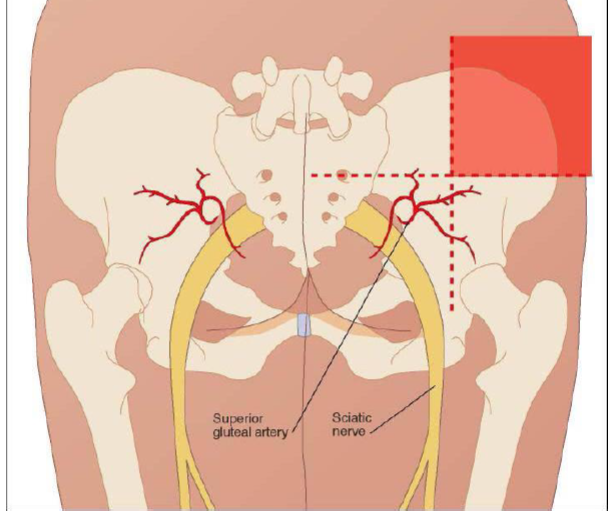 Superior
gluteal artery
Sciatic
nerve